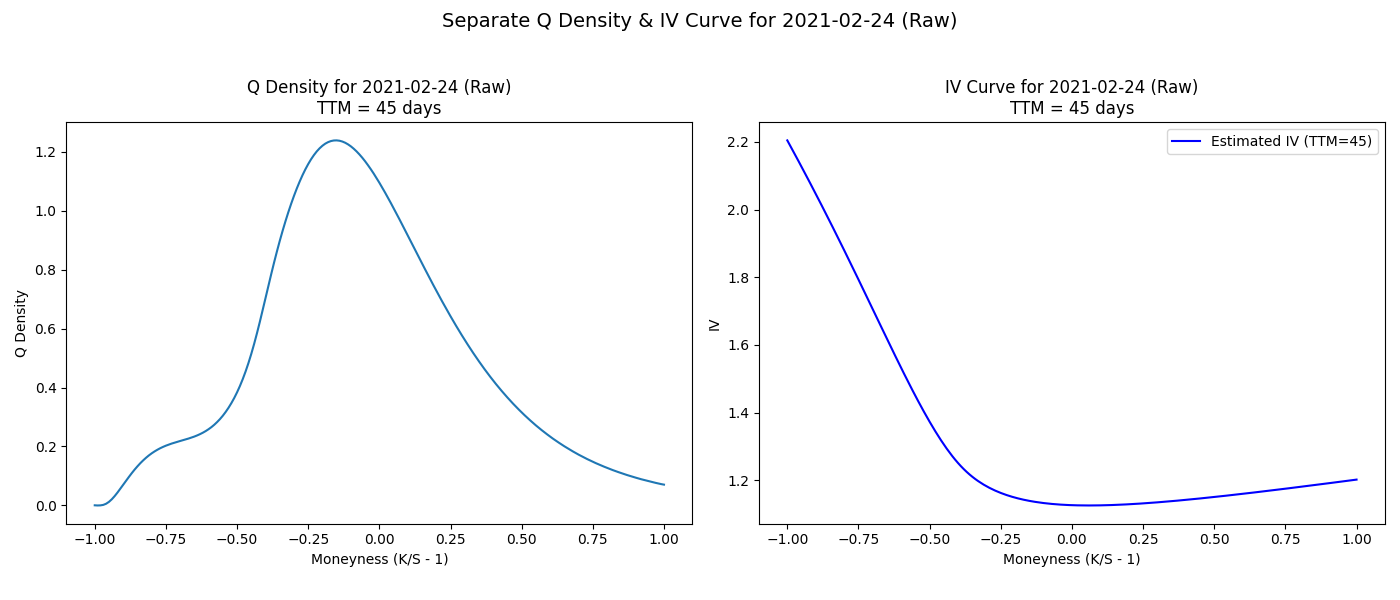 Separate Q Density & IV Curve for 2021-02-24 (Raw)
Q Density for 2021-02-24 (Raw)
TTM = 45 days
Q Density
1.2
1.0
0.8
0.6
0.4
0.2
0.0
−1.00 −0.75 −0.50 −0.25 0.00 0.25 0.50 0.75 1.00
Moneyness (K/S - 1)
IV Curve for 2021-02-24 (Raw)
TTM = 45 days
Estimated IV (TTM=45)
IV
2.2
2.0
1.8
1.6
1.4
1.2
−1.00 −0.75 −0.50 −0.25 0.00 0.25 0.50 0.75 1.00
Moneyness (K/S - 1)